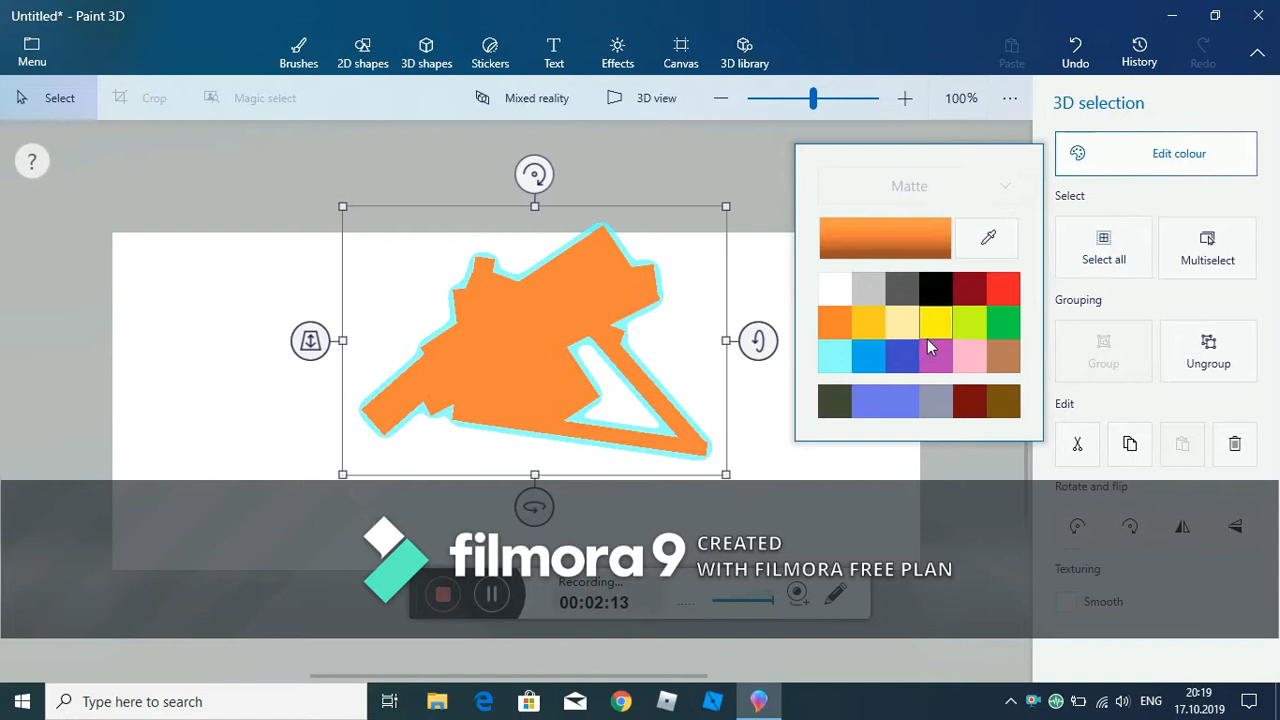 Untitled* - Paint 3D
Menu
Brushes
2D shapes
3D shapes
Stickers
Text
Effects
Canvas
3D library
Paste
Undo
History
Redo
Select
Crop
Magic select
Mixed reality
3D view
100%
3D selection
?
Matte
Edit colour
Select
Select all
Multiselect
Grouping
Group
Ungroup
Edit
Rotate and flip
Texturing
Smooth
filmora 9
CREATED
WITH FILMORA FREE PLAN
Recording...
00:02:13
Type here to search
ENG
20:19
17.10.2019